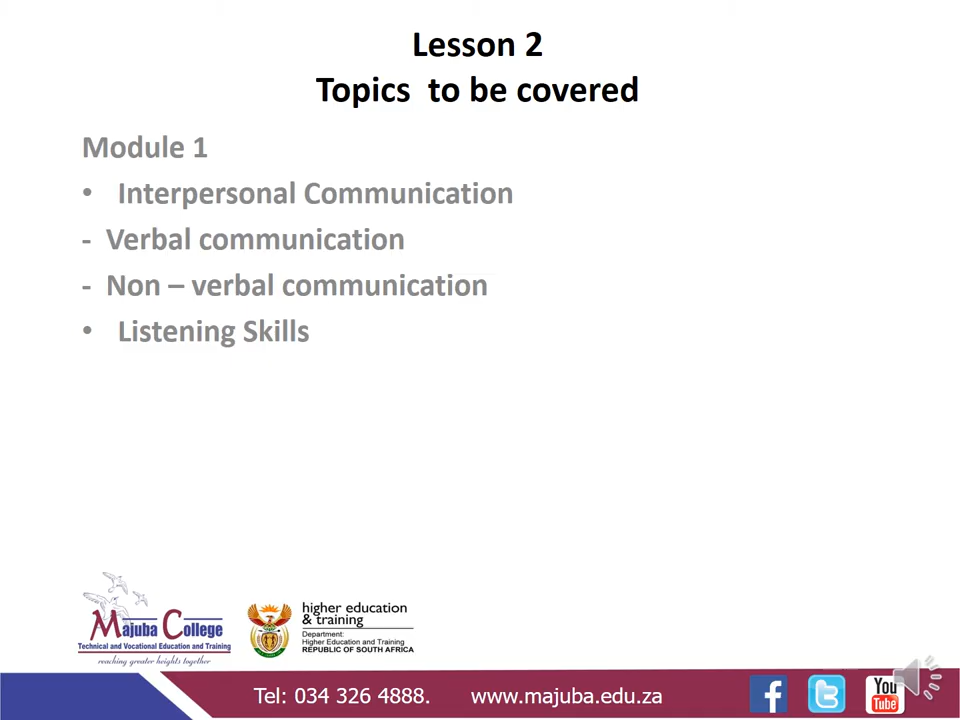 Lesson 2
Topics to be covered
Module 1
• Interpersonal Communication
- Verbal communication
- Non – verbal communication
• Listening Skills
Majuba College
Technical and Vocational Education and Training
reaching greater heights together
higher education
& training
Department:
Higher Education and Training
REPUBLIC OF SOUTH AFRICA
Tel: 034 326 4888. www.majuba.edu.za
You
Tube